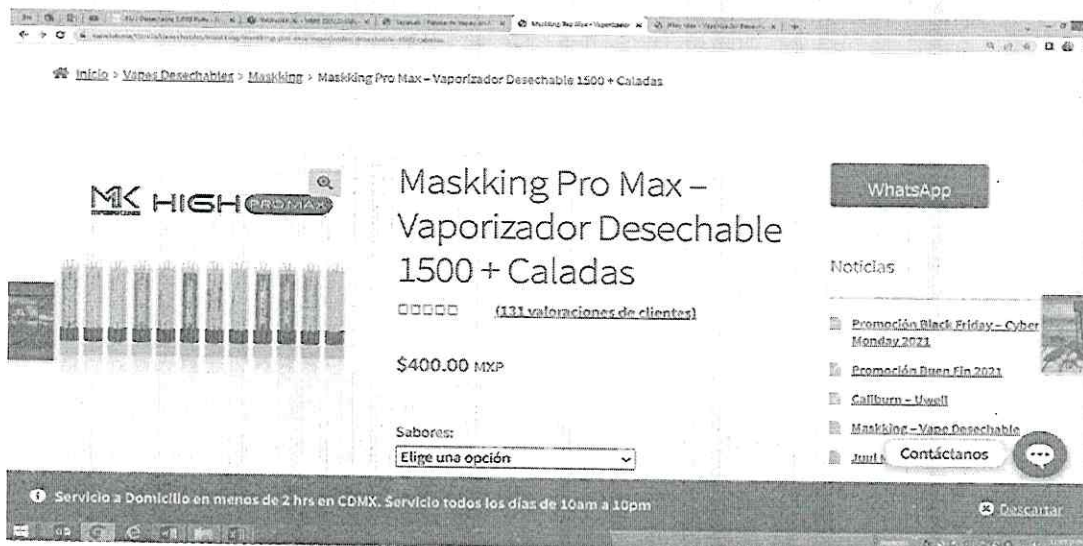 Inicio > Vapes Desechables > Maskking > Maskking Pro Max – Vaporizador Desechable 1500 + Caladas
MK HIGH PRO MAX
Maskking Pro Max –
Vaporizador Desechable
1500 + Caladas
(131 valoraciones de clientes)
$400.00 MXP
Sabores:
Elige una opción
WhatsApp
Noticias
Promoción Black Friday – Cyber
Monday 2021
Promoción Buen Fin 2021
Caliburn – Uwell
Maskking – Vape Desechable
Juul
Contáctanos
Servicio a Domicilio en menos de 2 hrs en CDMX. Servicio todos los días de 10am a 10pm
Descartar